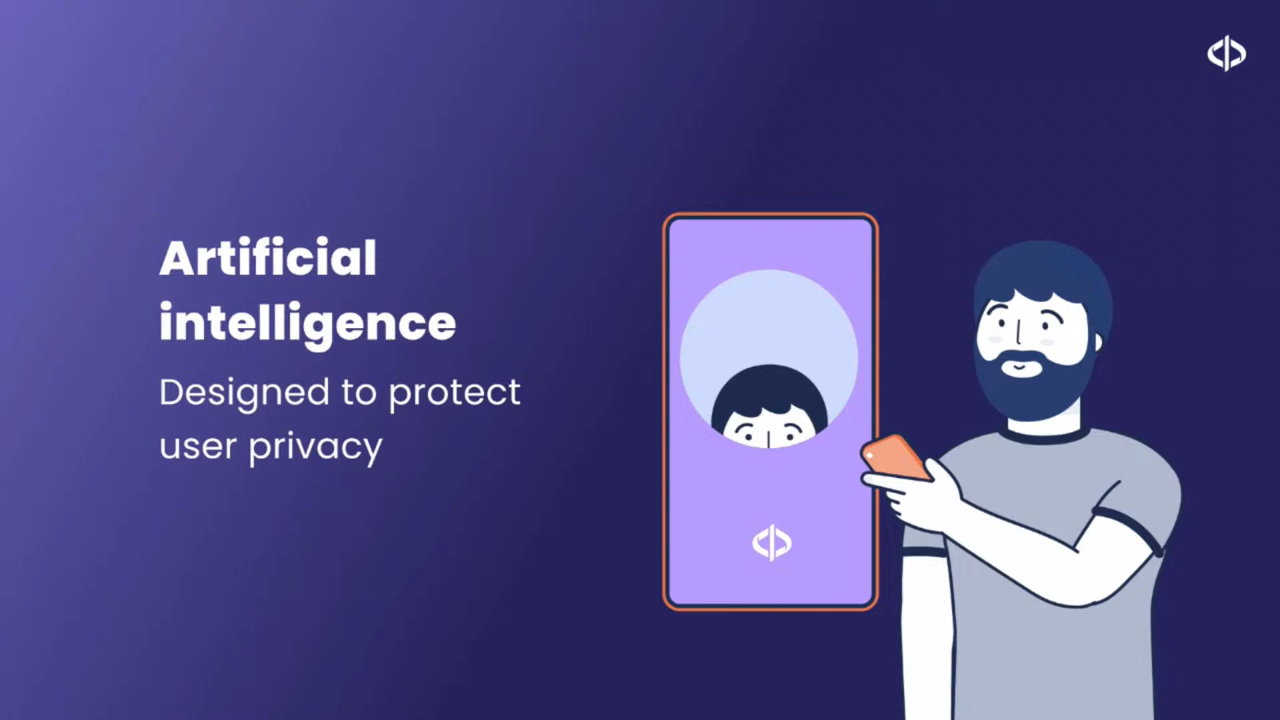 Artificial
intelligence
Designed to protect
user privacy